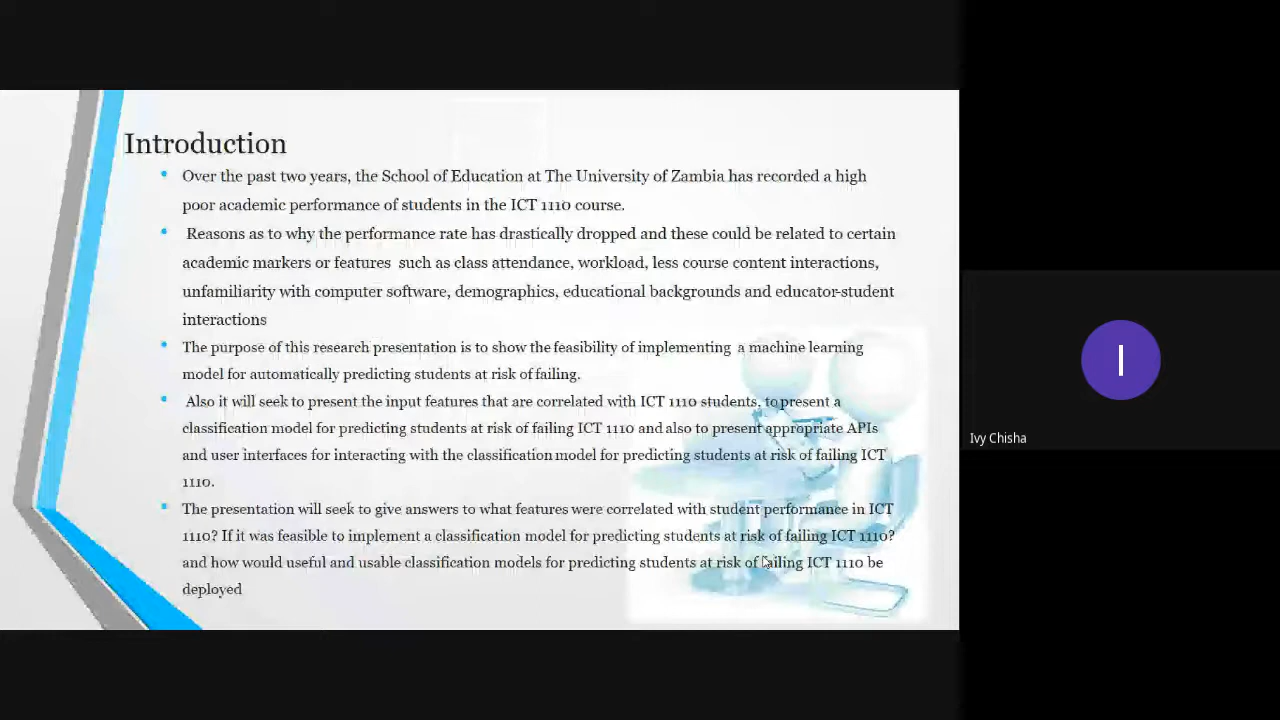 Introduction
Over the past two years, the School of Education at The University of Zambia has recorded a high
poor academic performance of students in the ICT 1110 course.
Reasons as to why the performance rate has drastically dropped and these could be related to certain
academic markers or features such as class attendance, workload, less course content interactions,
unfamiliarity with computer software, demographics, educational backgrounds and educator-student
interactions
The purpose of this research presentation is to show the feasibility of implementing a machine learning
model for automatically predicting students at risk of failing.
Also it will seek to present the input features that are correlated with ICT 1110 students, to present a
classification model for predicting students at risk of failing ICT 1110 and also to present appropriate APIs
and user interfaces for interacting with the classification model for predicting students at risk of failing ICT
1110.
The presentation will seek to give answers to what features were correlated with student performance in ICT
1110? If it was feasible to implement a classification model for predicting students at risk of failing ICT 1110?
and how would useful and usable classification models for predicting students at risk of failing ICT 1110 be
deployed
I
Ivy Chisha